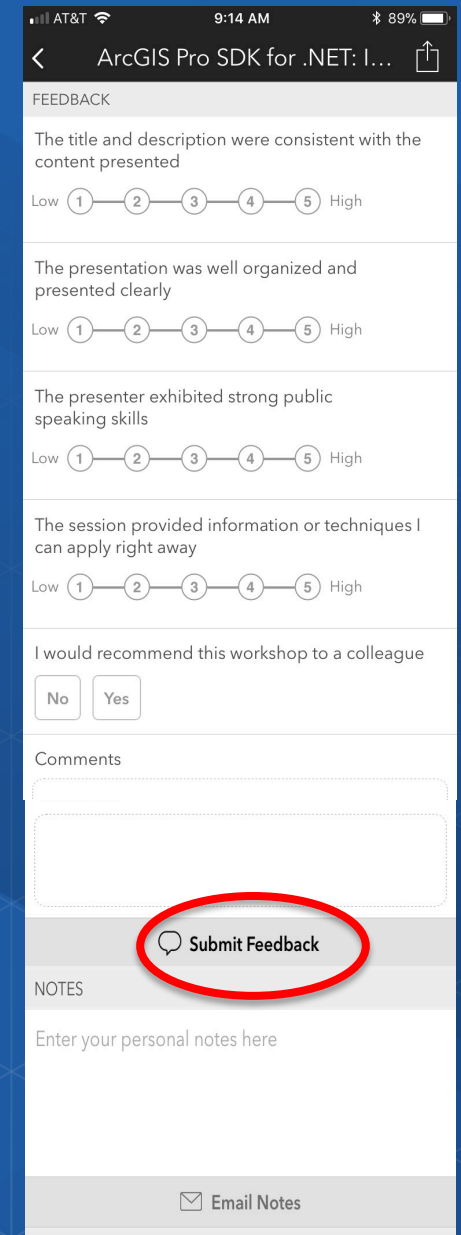 AT&T 9:14 AM 89%
ArcGIS Pro SDK for .NET: I...
FEEDBACK
The title and description were consistent with the
content presented
Low 1 2 3 4 5 High
The presentation was well organized and
presented clearly
Low 1 2 3 4 5 High
The presenter exhibited strong public
speaking skills
Low 1 2 3 4 5 High
The session provided information or techniques I
can apply right away
Low 1 2 3 4 5 High
I would recommend this workshop to a colleague
No Yes
Comments
Submit Feedback
NOTES
Enter your personal notes here
Email Notes